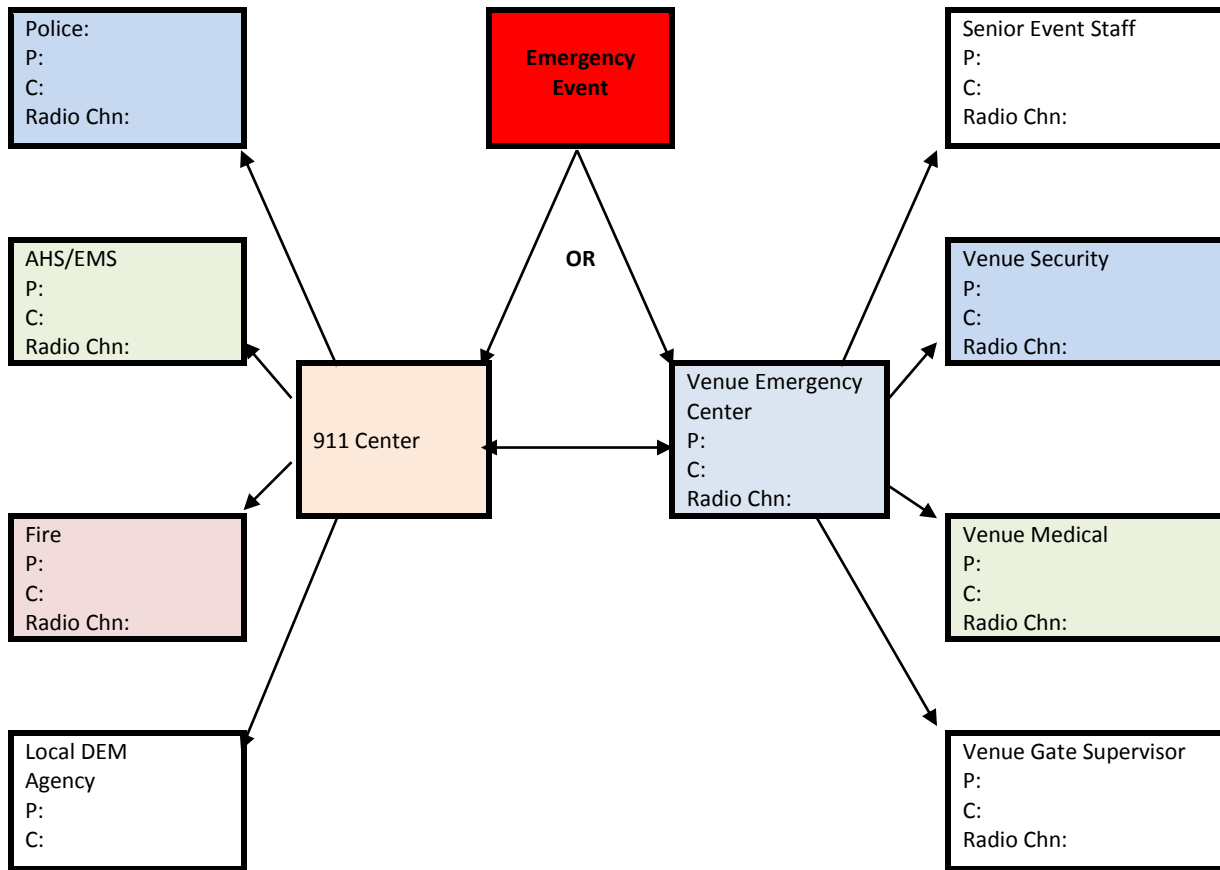 Police:
P:
C:
Radio Chn:
Emergency
Event
Senior Event Staff
P:
C:
Radio Chn:
AHS/EMS
P:
C:
Radio Chn:
OR
Venue Security
P:
C:
Radio Chn:
911 Center
Venue Emergency
Center
P:
C:
Radio Chn:
Fire
P:
C:
Radio Chn:
Venue Medical
P:
C:
Radio Chn:
Local DEM
Agency
P:
C:
Venue Gate Supervisor
P:
C:
Radio Chn: